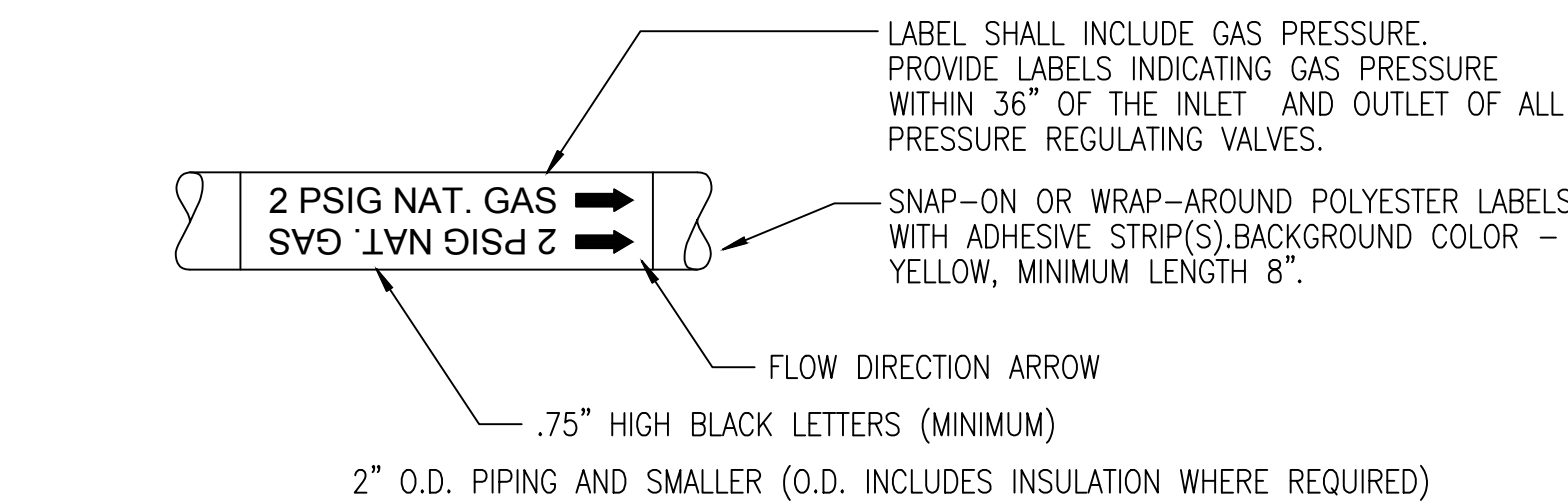 LABEL SHALL INCLUDE GAS PRESSURE.
PROVIDE LABELS INDICATING GAS PRESSURE
WITHIN 36" OF THE INLET AND OUTLET OF ALL
PRESSURE REGULATING VALVES.
2 PSIG NAT. GAS
2 PSIG NAT. GAS
SNAP-ON OR WRAP-AROUND POLYESTER LABELS
WITH ADHESIVE STRIP(S).BACKGROUND COLOR -
YELLOW, MINIMUM LENGTH 8".
FLOW DIRECTION ARROW
.75" HIGH BLACK LETTERS (MINIMUM)
2" O.D. PIPING AND SMALLER (O.D. INCLUDES INSULATION WHERE REQUIRED)